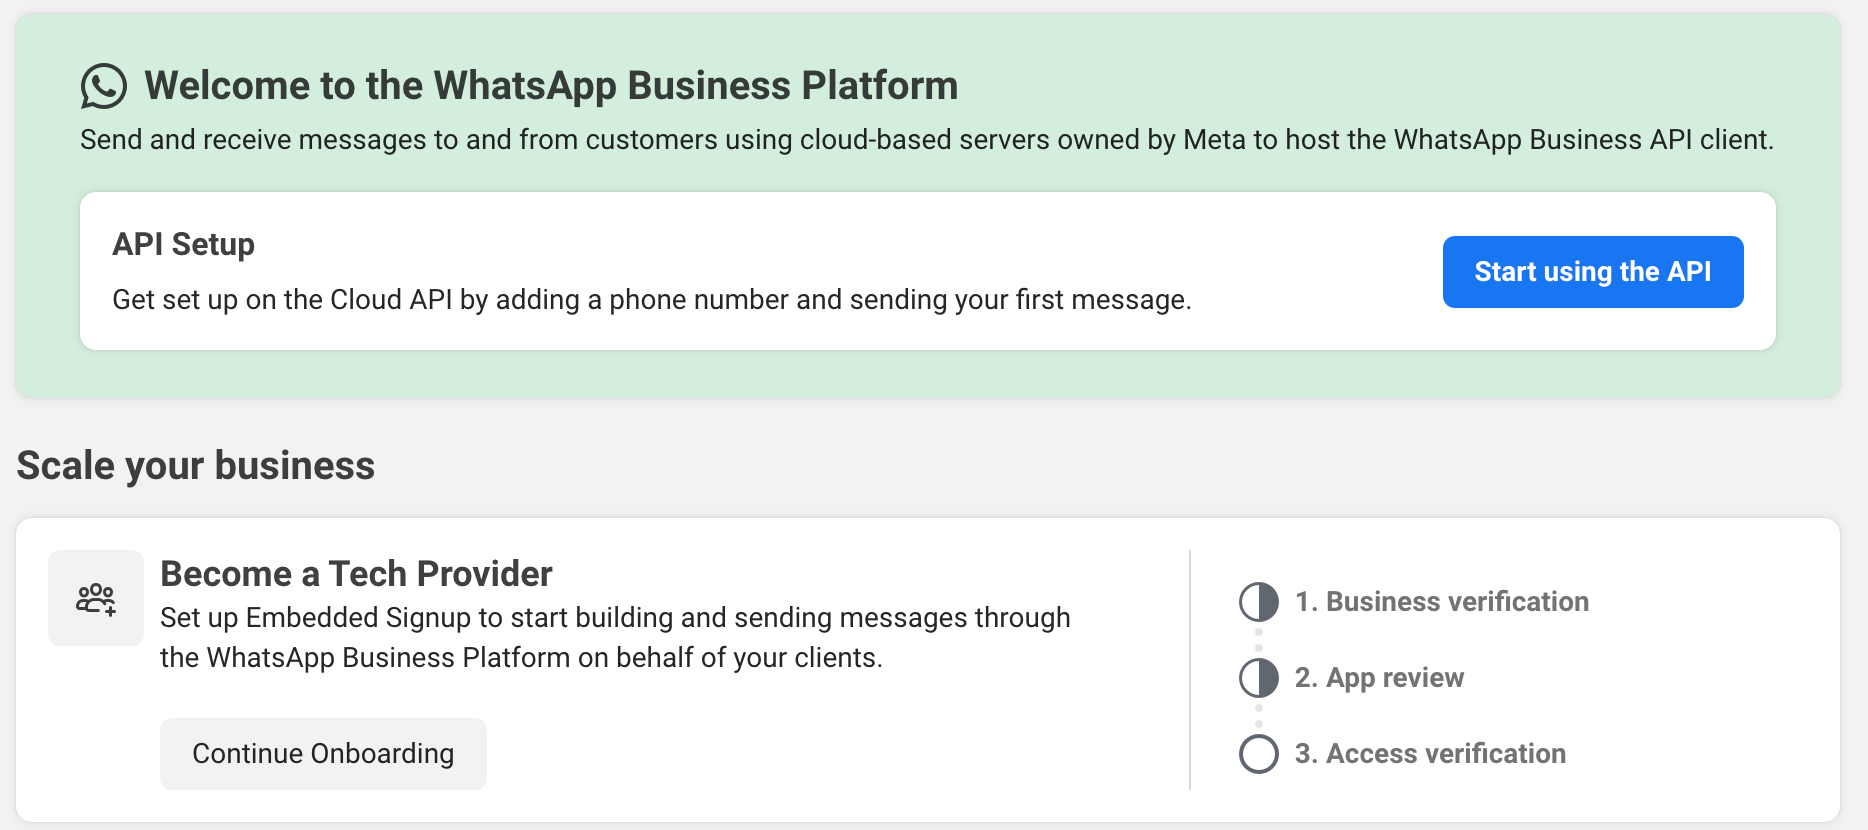 Welcome to the WhatsApp Business Platform
Send and receive messages to and from customers using cloud-based servers owned by Meta to host the WhatsApp Business API client.
API Setup
Get set up on the Cloud API by adding a phone number and sending your first message.
Start using the API
Scale your business
Become a Tech Provider
Set up Embedded Signup to start building and sending messages through
the WhatsApp Business Platform on behalf of your clients.
Continue Onboarding
1. Business verification
2. App review
3. Access verification